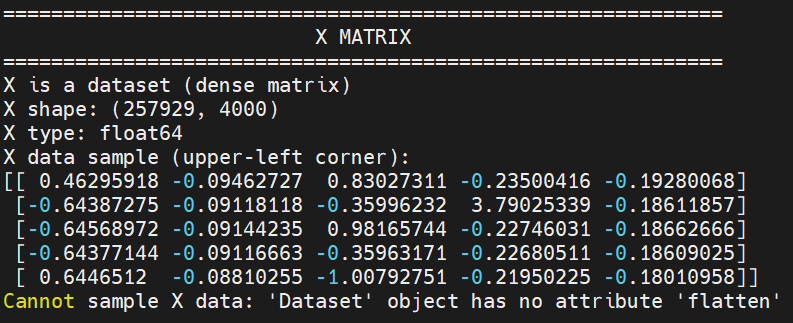 ============================================================
X MATRIX
============================================================
X is a dataset (dense matrix)
X shape: (257929, 4000)
X type: float64
X data sample (upper-left corner):
[[ 0.46295918 -0.09462727  0.83027311 -0.23500416 -0.19280068]
 [-0.64387275 -0.09118118 -0.35996232  3.79025339 -0.18611857]
 [-0.64568972 -0.09144235  0.98165744 -0.22746031 -0.18662666]
 [-0.64377144 -0.09116663 -0.35963171 -0.22680511 -0.18609025]
 [ 0.6446512  -0.08810255 -1.00792751 -0.21950225 -0.18010958]]
Cannot sample X data: 'Dataset' object has no attribute 'flatten'